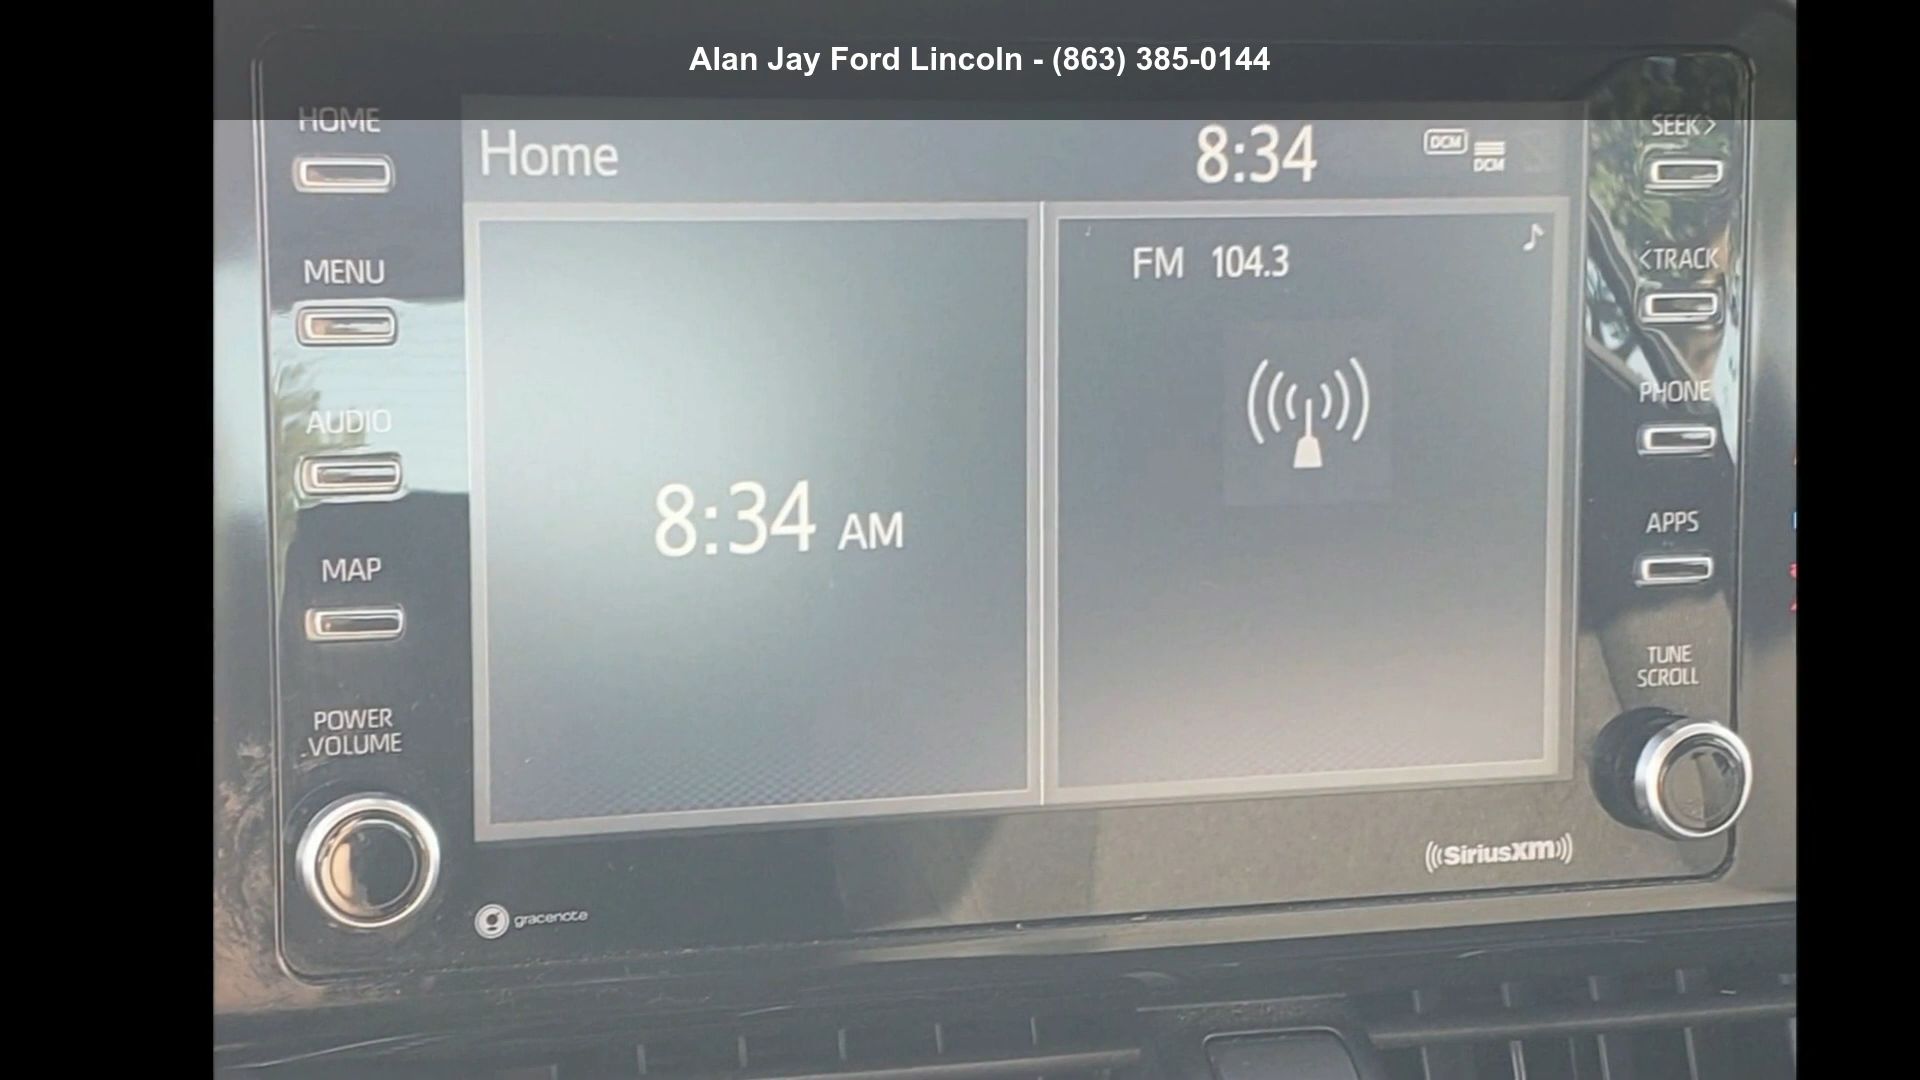 Alan Jay Ford Lincoln - (863) 385-0144
HOME
MENU
AUDIO
MAP
POWER
VOLUME
Home
8:34
DCM
DCM
8:34 AM
FM 104.3
SEEK>
<TRACK
PHONE
APPS
TUNE
SCROLL
gracenote
SiriusXM